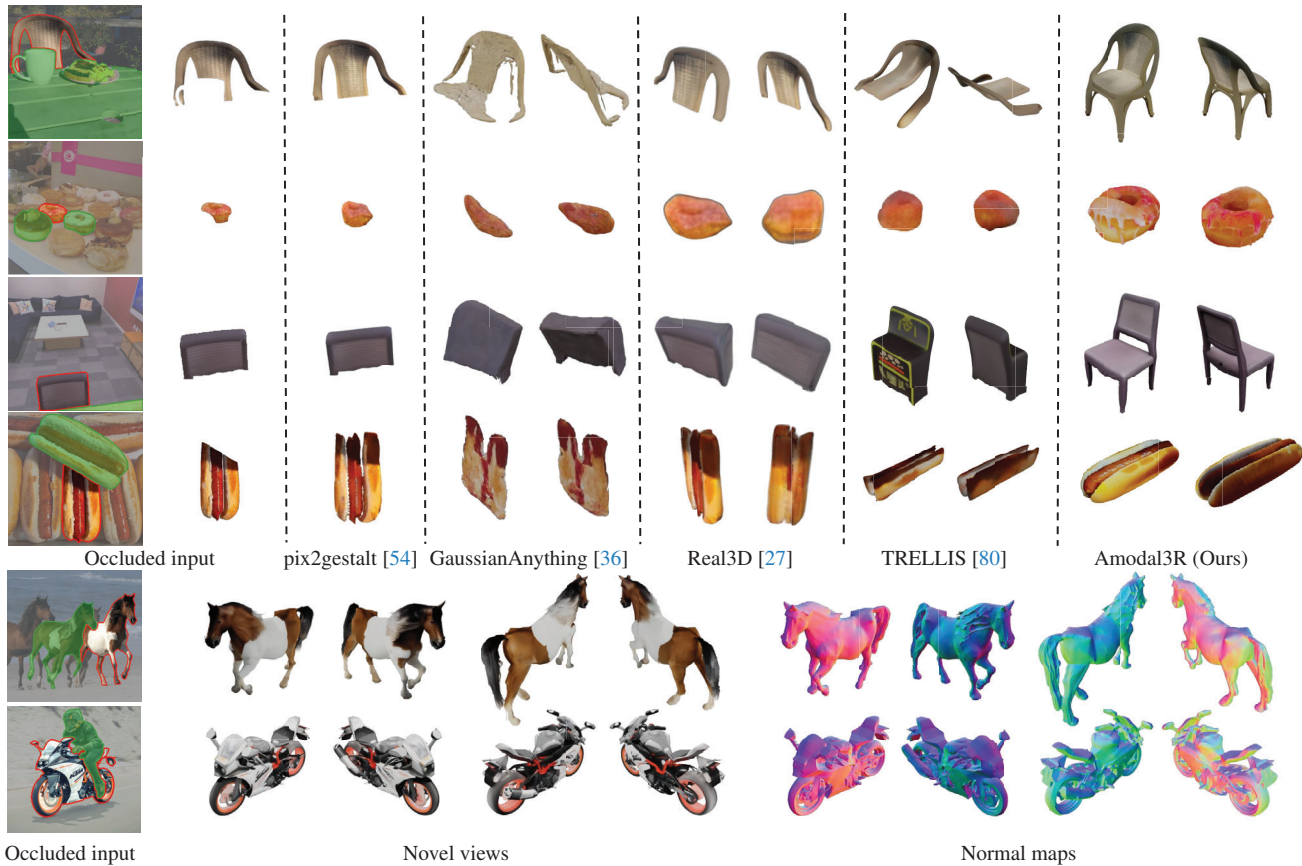 Occluded input pix2gestalt [54] GaussianAnything [36] Real3D [27] TRELLIS [80] Amodal3R (Ours)
Occluded input Novel views Normal maps